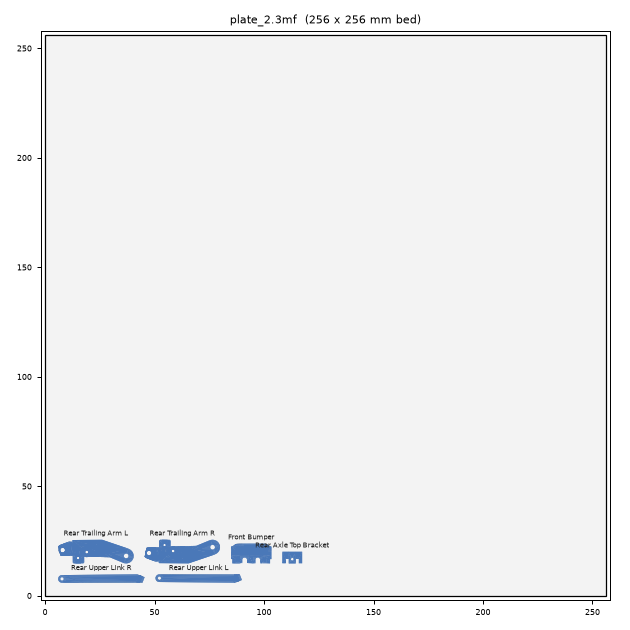 plate_2.3mf (256 x 256 mm bed)
250
200
150
100
50
0
Rear Trailing Arm L
Rear Trailing Arm R
Front Bumper
Rear Axle Top Bracket
Rear Upper Link R
Rear Upper Link L
0
50
100
150
200
250